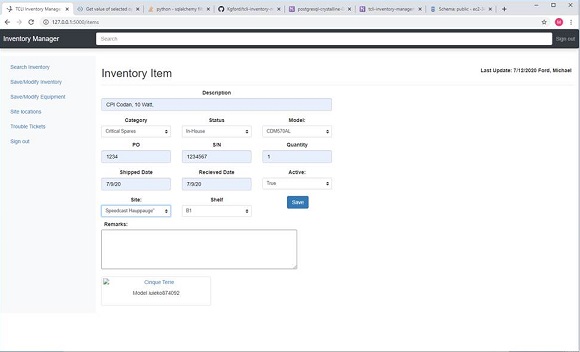 TCLI Inventory Manage
Get value of selected o
python - sqlalchemy fil
Kgford/tcli-inventory-m
postgresql-crystalline-
tcli-inventory-manage
Schema: public - ec2-
127.0.0.1:5000/items
Inventory Manager
Search
Sign out
Search Inventory
Save/Modify Inventory
Save/Modify Equipment
Site locations
Trouble Tickets
Sign out
Inventory Item
Last Update: 7/12/2020 Ford, Michael
Description
CPI Codan, 10 Watt,
Category Status Model:
Critical Spares In-House CDM570AL
PO S/N Quantity
1234 1234567 1
Shipped Date Recieved Date Active:
7/3/20 7/3/20 True
Site: Shelf
Speedcast Hauppauge" B1
Save
Remarks:
Cinque Terre
Model iuieko874092